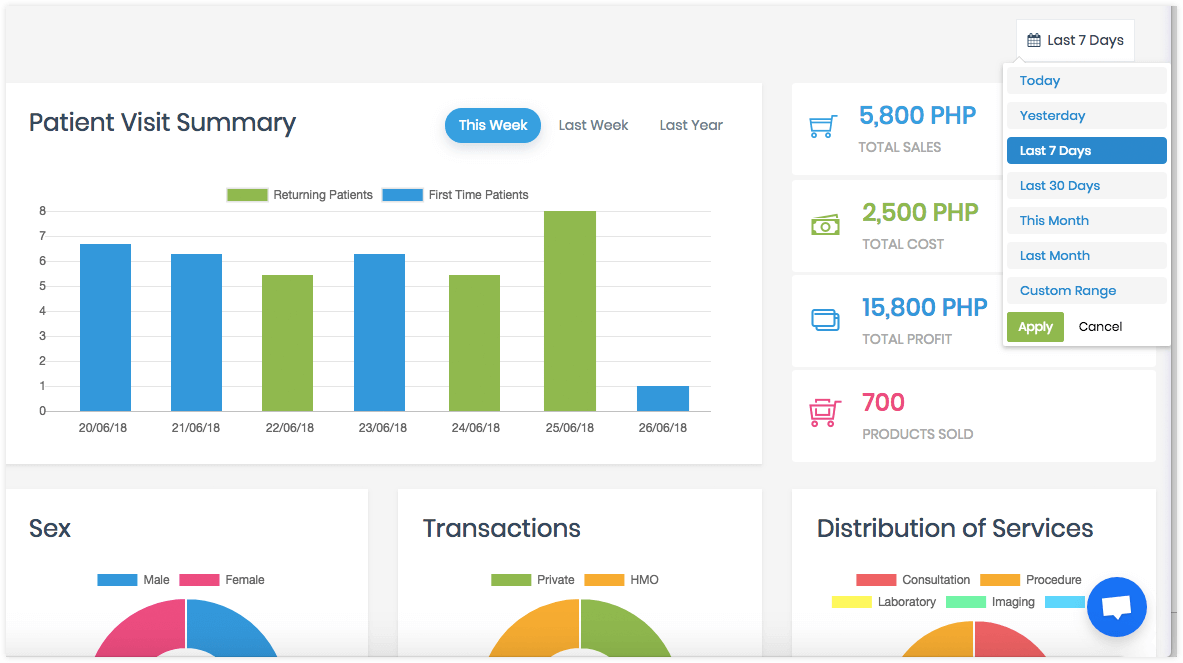 Last 7 Days
Today
Yesterday
Last 7 Days
Last 30 Days
This Month
Last Month
Custom Range
Apply Cancel
Patient Visit Summary
This Week Last Week Last Year
Returning Patients First Time Patients
8
7
6
5
4
3
2
1
0
20/06/18 21/06/18 22/06/18 23/06/18 24/06/18 25/06/18 26/06/18
5,800 PHP
TOTAL SALES
2,500 PHP
TOTAL COST
15,800 PHP
TOTAL PROFIT
700
PRODUCTS SOLD
Sex
Male Female
Transactions
Private HMO
Distribution of Services
Consultation Procedure
Laboratory Imaging